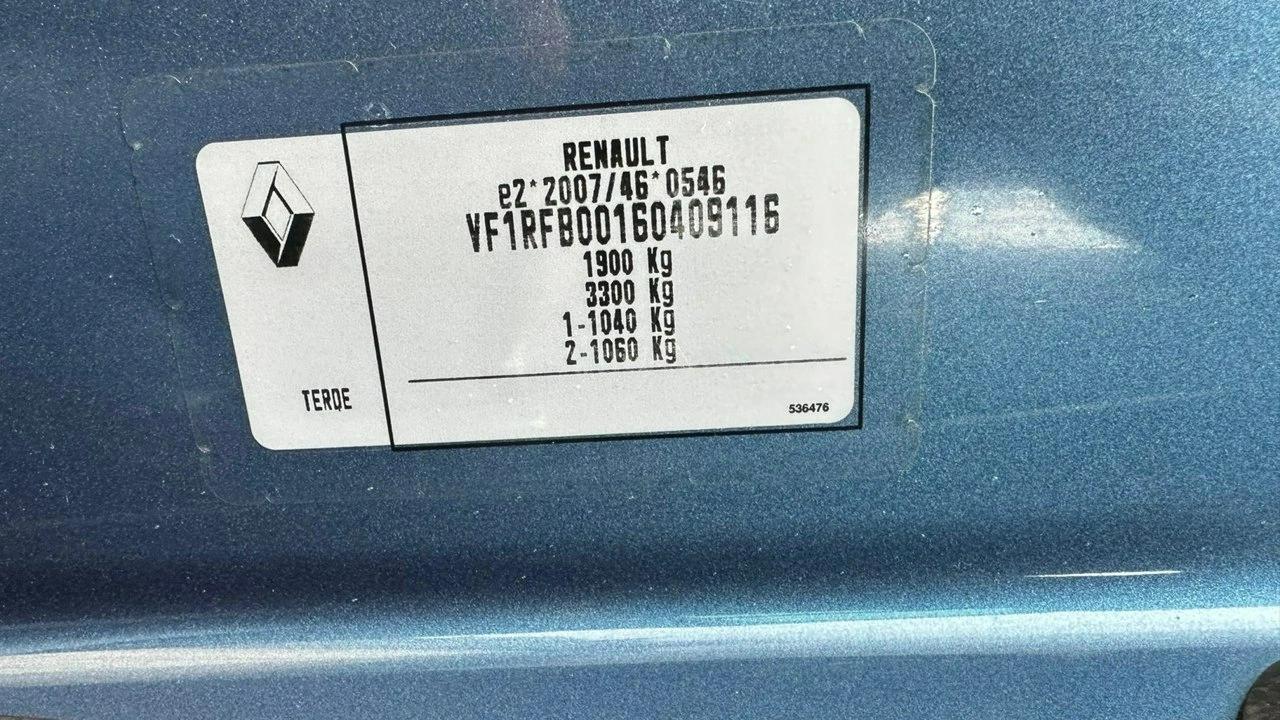 RENAULT
e2*2007/46*0546
VF1RFB00160409116
1900 Kg
3300 Kg
1-1040 Kg
2-1060 Kg
TERQE
536476